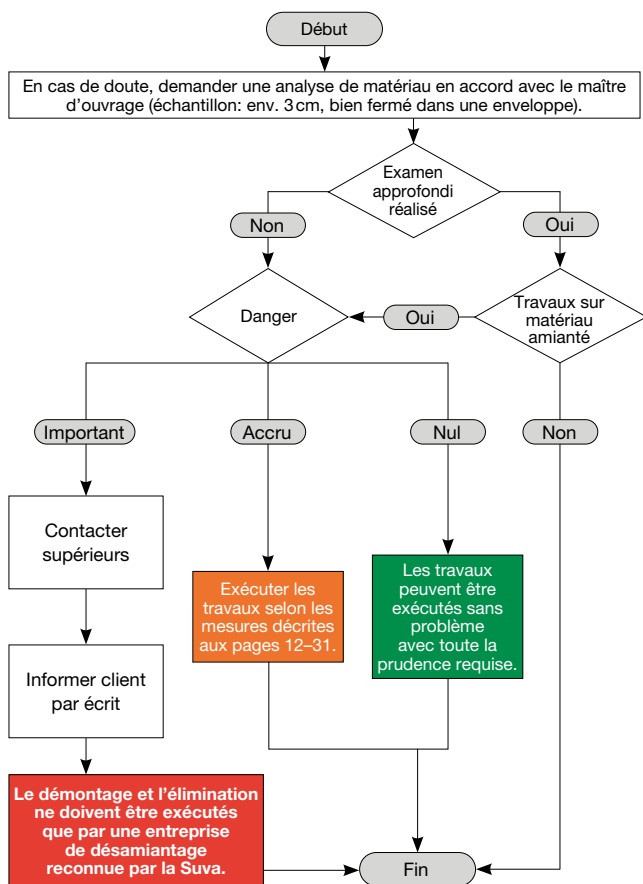 Début
En cas de doute, demander une analyse de matériau en accord avec le maître
d'ouvrage (échantillon: env. 3 cm, bien fermé dans une enveloppe).
Examen
approfondi
réalisé
Non
Oui
Danger
Oui
Travaux sur
matériau
amianté
Important
Accru
Nul
Non
Contacter
supérieurs
Exécuter les
travaux selon les
mesures décrites
aux pages 12–31.
Les travaux
peuvent être
exécutés sans
problème
avec toute la
prudence requise.
Informer client
par écrit
Le démontage et l'élimination
ne doivent être exécutés
que par une entreprise
de désamiantage
reconnue par la Suva.
Fin